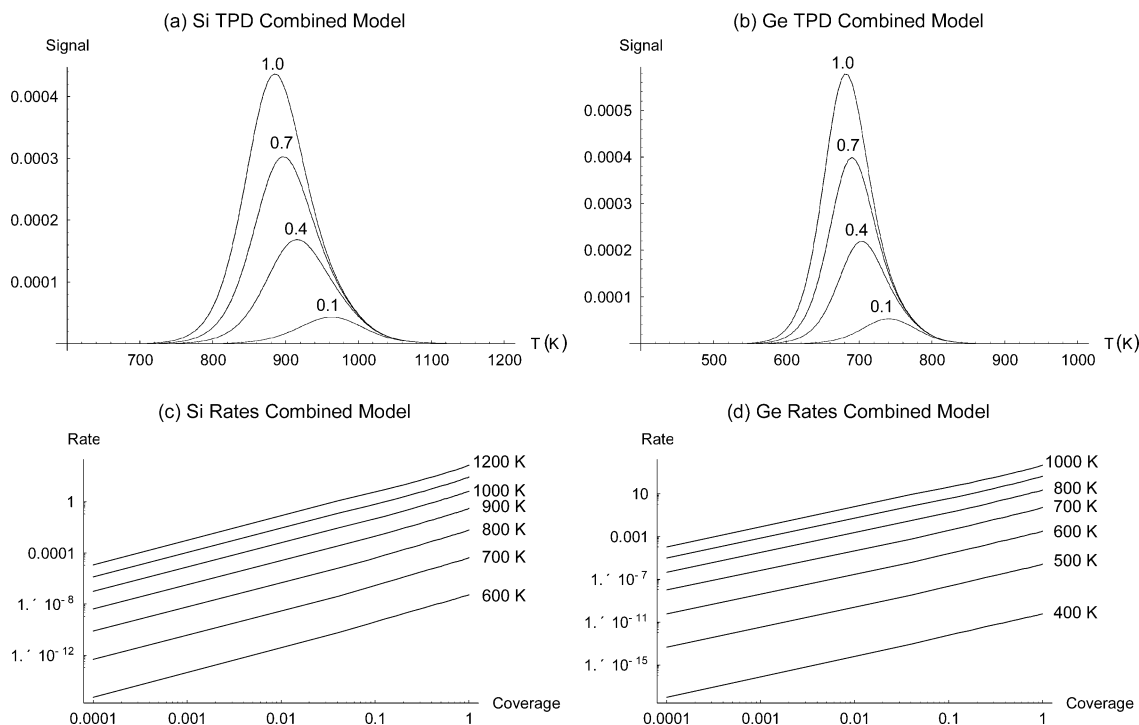 (a) Si TPD Combined Model
Signal
1.0
0.0004
0.7
0.0003
0.4
0.0002
0.1
0.0001
T (K)
700 800 900 1000 1100 1200
(b) Ge TPD Combined Model
Signal
1.0
0.0005
0.7
0.0004
0.0003
0.4
0.0002
0.1
0.0001
T (K)
500 600 700 800 900 1000
(c) Si Rates Combined Model
Rate
1200 K
1
1000 K
900 K
800 K
0.0001
700 K
1.´ 10⁻⁸
600 K
1.´ 10⁻¹²
Coverage
0.0001 0.001 0.01 0.1 1
(d) Ge Rates Combined Model
Rate
1000 K
10
800 K
700 K
600 K
0.001
500 K
1.´ 10⁻⁷
400 K
1.´ 10⁻¹¹
1.´ 10⁻¹⁵
Coverage
0.0001 0.001 0.01 0.1 1